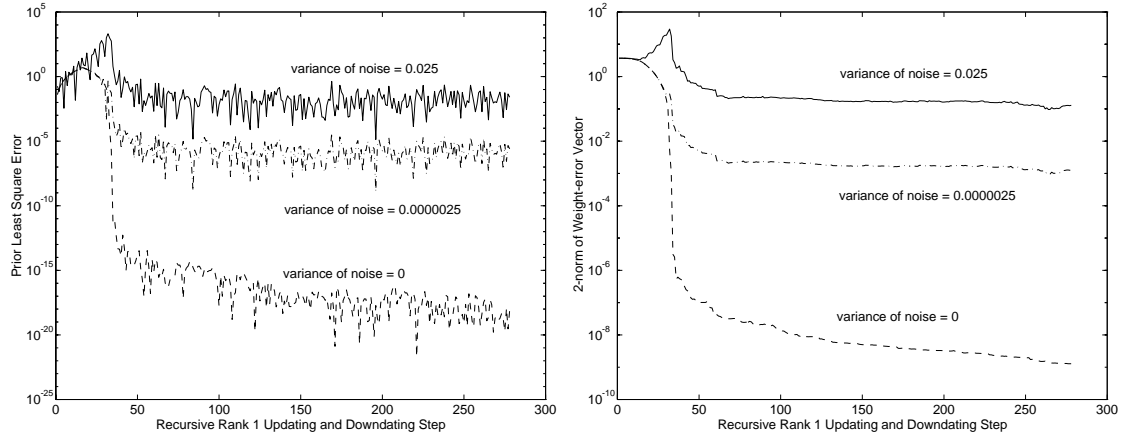 10^5
10^0
10^-5
10^-10
10^-15
10^-20
10^-25
Prior Least Square Error
variance of noise = 0.025
variance of noise = 0.0000025
variance of noise = 0
0 50 100 150 200 250 300
Recursive Rank 1 Updating and Downdating Step
10^2
10^0
10^-2
10^-4
10^-6
10^-8
10^-10
2-norm of Weight-error Vector
variance of noise = 0.025
variance of noise = 0.0000025
variance of noise = 0
0 50 100 150 200 250 300
Recursive Rank 1 Updating and Downdating Step